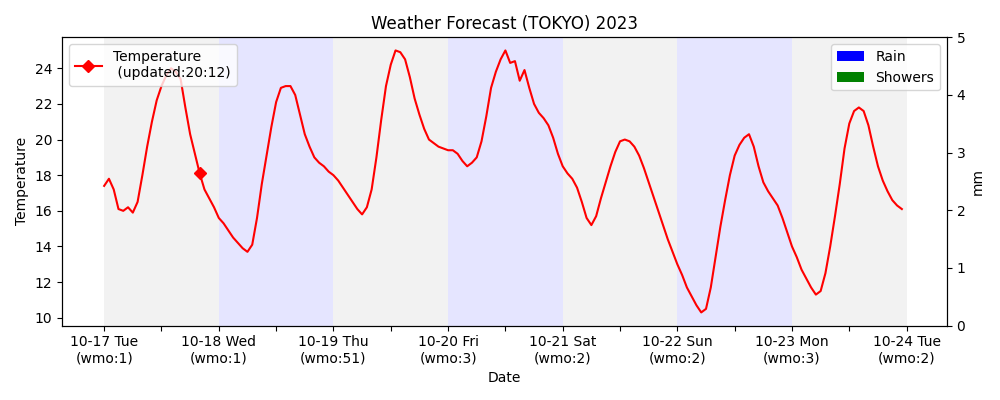 Weather Forecast (TOKYO) 2023
Temperature
(updated:20:12)
Rain
Showers
24
22
20
18
16
14
12
10
Temperature
5
4
3
2
1
0
mm
10-17 Tue
(wmo:1)
10-18 Wed
(wmo:1)
10-19 Thu
(wmo:51)
10-20 Fri
(wmo:3)
10-21 Sat
(wmo:2)
10-22 Sun
(wmo:2)
10-23 Mon
(wmo:3)
10-24 Tue
(wmo:2)
Date